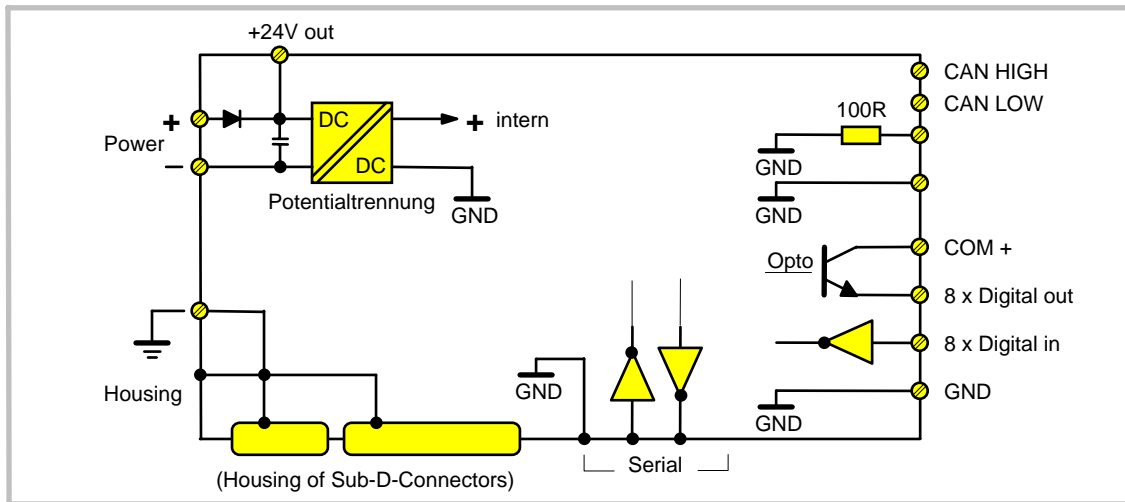 +24V out
CAN HIGH
CAN LOW
100R
+
DC
+ intern
Power
GND
–
DC
Potentialtrennung
GND
GND
COM +
Opto
8 x Digital out
8 x Digital in
GND
Housing
GND
GND
(Housing of Sub-D-Connectors)
Serial